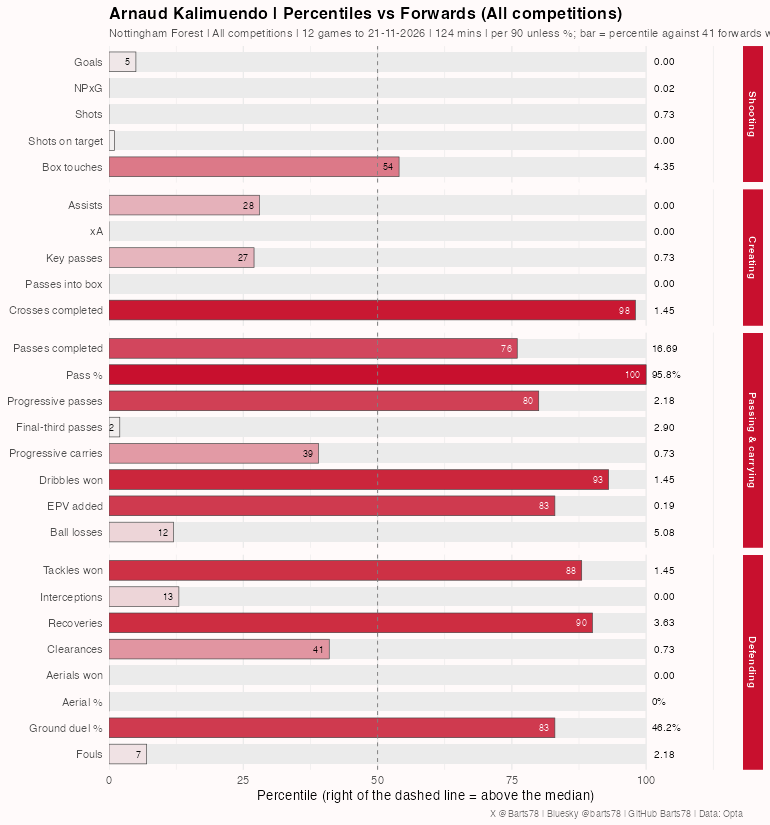 Arnaud Kalimuendo | Percentiles vs Forwards (All competitions)
Nottingham Forest | All competitions | 12 games to 21-11-2026 | 124 mins | per 90 unless %; bar = percentile against 41 forwards w
Goals 5 0.00
NPxG 0.02
Shots 0.73
Shots on target 0.00
Box touches 54 4.35
Shooting
Assists 28 0.00
xA 0.00
Key passes 27 0.73
Passes into box 0.00
Crosses completed 98 1.45
Creating
Passes completed 76 16.69
Pass % 100 95.8%
Progressive passes 80 2.18
Final-third passes 2 2.90
Progressive carries 39 0.73
Dribbles won 93 1.45
EPV added 83 0.19
Ball losses 12 5.08
Passing & carrying
Tackles won 88 1.45
Interceptions 13 0.00
Recoveries 90 3.63
Clearances 41 0.73
Aerials won 0.00
Aerial % 0%
Ground duel % 83 46.2%
Fouls 7 2.18
Defending
0 25 50 75 100
Percentile (right of the dashed line = above the median)
X @Barts78 | Bluesky @barts78 | GitHub Barts78 | Data: Opta